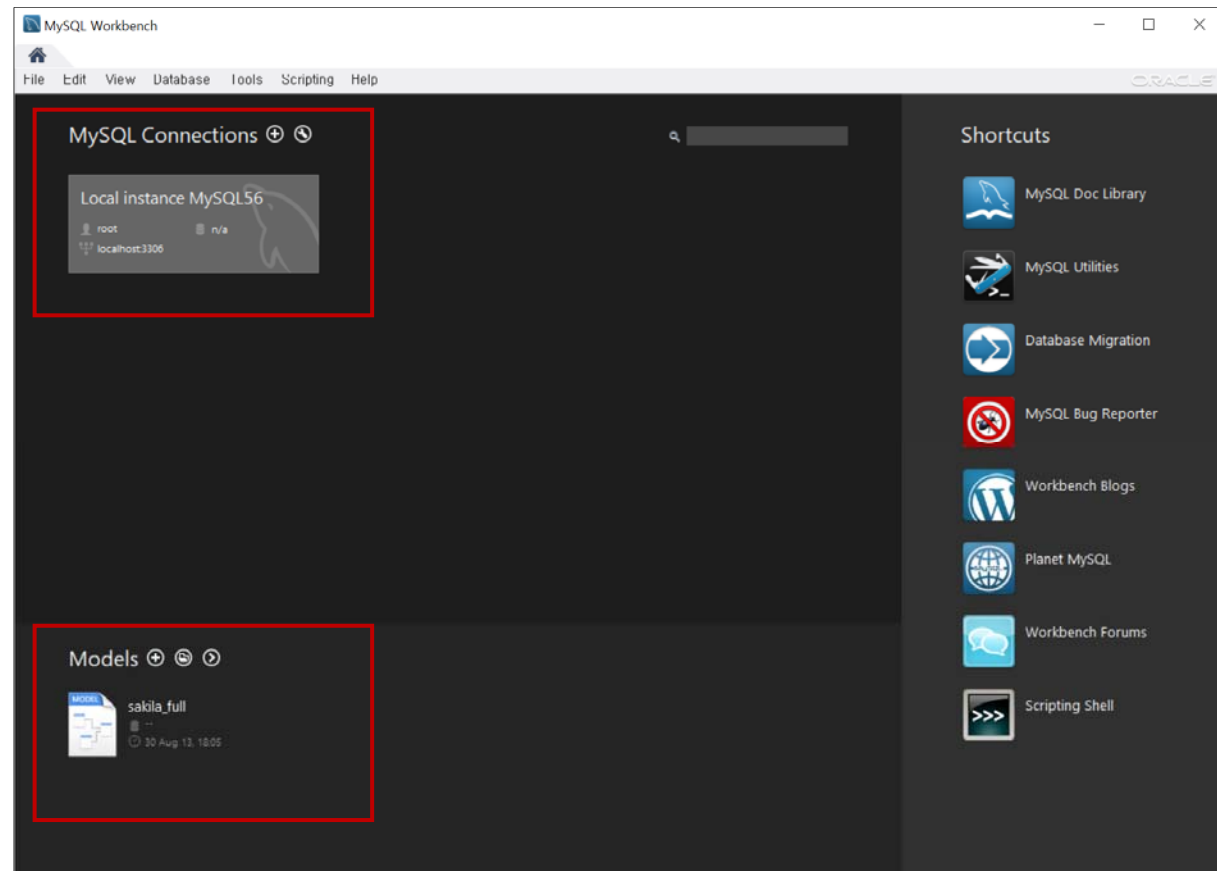 MySQL Workbench
File Edit View Database Tools Scripting Help
ORACLE
MySQL Connections
Local instance MySQL56
root n/a
localhost:3306
Shortcuts
MySQL Doc Library
MySQL Utilities
Database Migration
MySQL Bug Reporter
Workbench Blogs
Planet MySQL
Workbench Forums
>>> Scripting Shell
Models
MODEL
sakila_full
--
30 Aug 13, 18:05